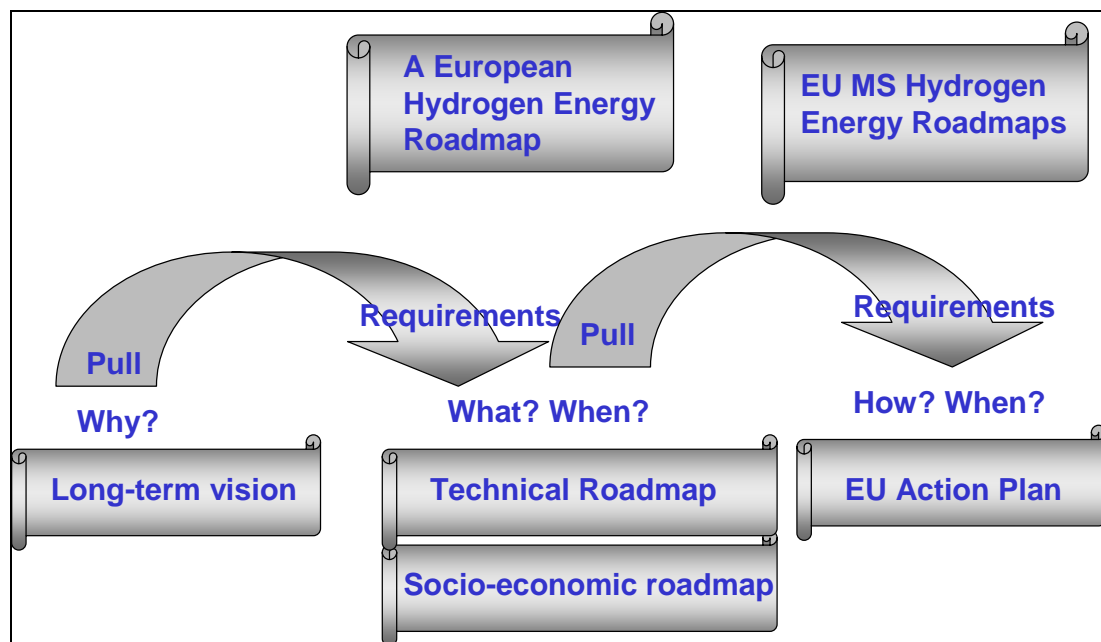 A European
Hydrogen Energy
Roadmap
EU MS Hydrogen
Energy Roadmaps
Requirements
Requirements
Pull
Pull
Why?
What? When?
How? When?
Long-term vision
Technical Roadmap
EU Action Plan
Socio-economic roadmap